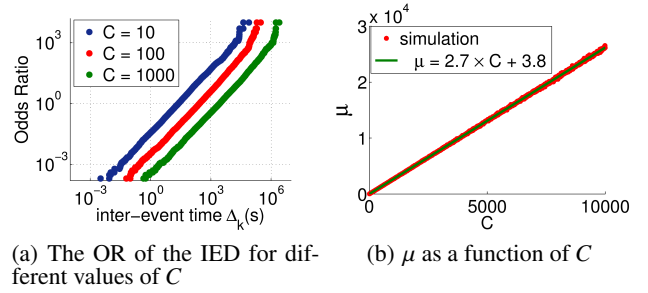 C = 10
C = 100
C = 1000
Odds Ratio
10^3
10^0
10^-3
10^-3 10^0 10^3 10^6
inter-event time Δ_k(s)
(a) The OR of the IED for dif-
ferent values of C
3 x 10^4
simulation
μ = 2.7 × C + 3.8
μ
2
1
0
0 5000 10000
C
(b) μ as a function of C